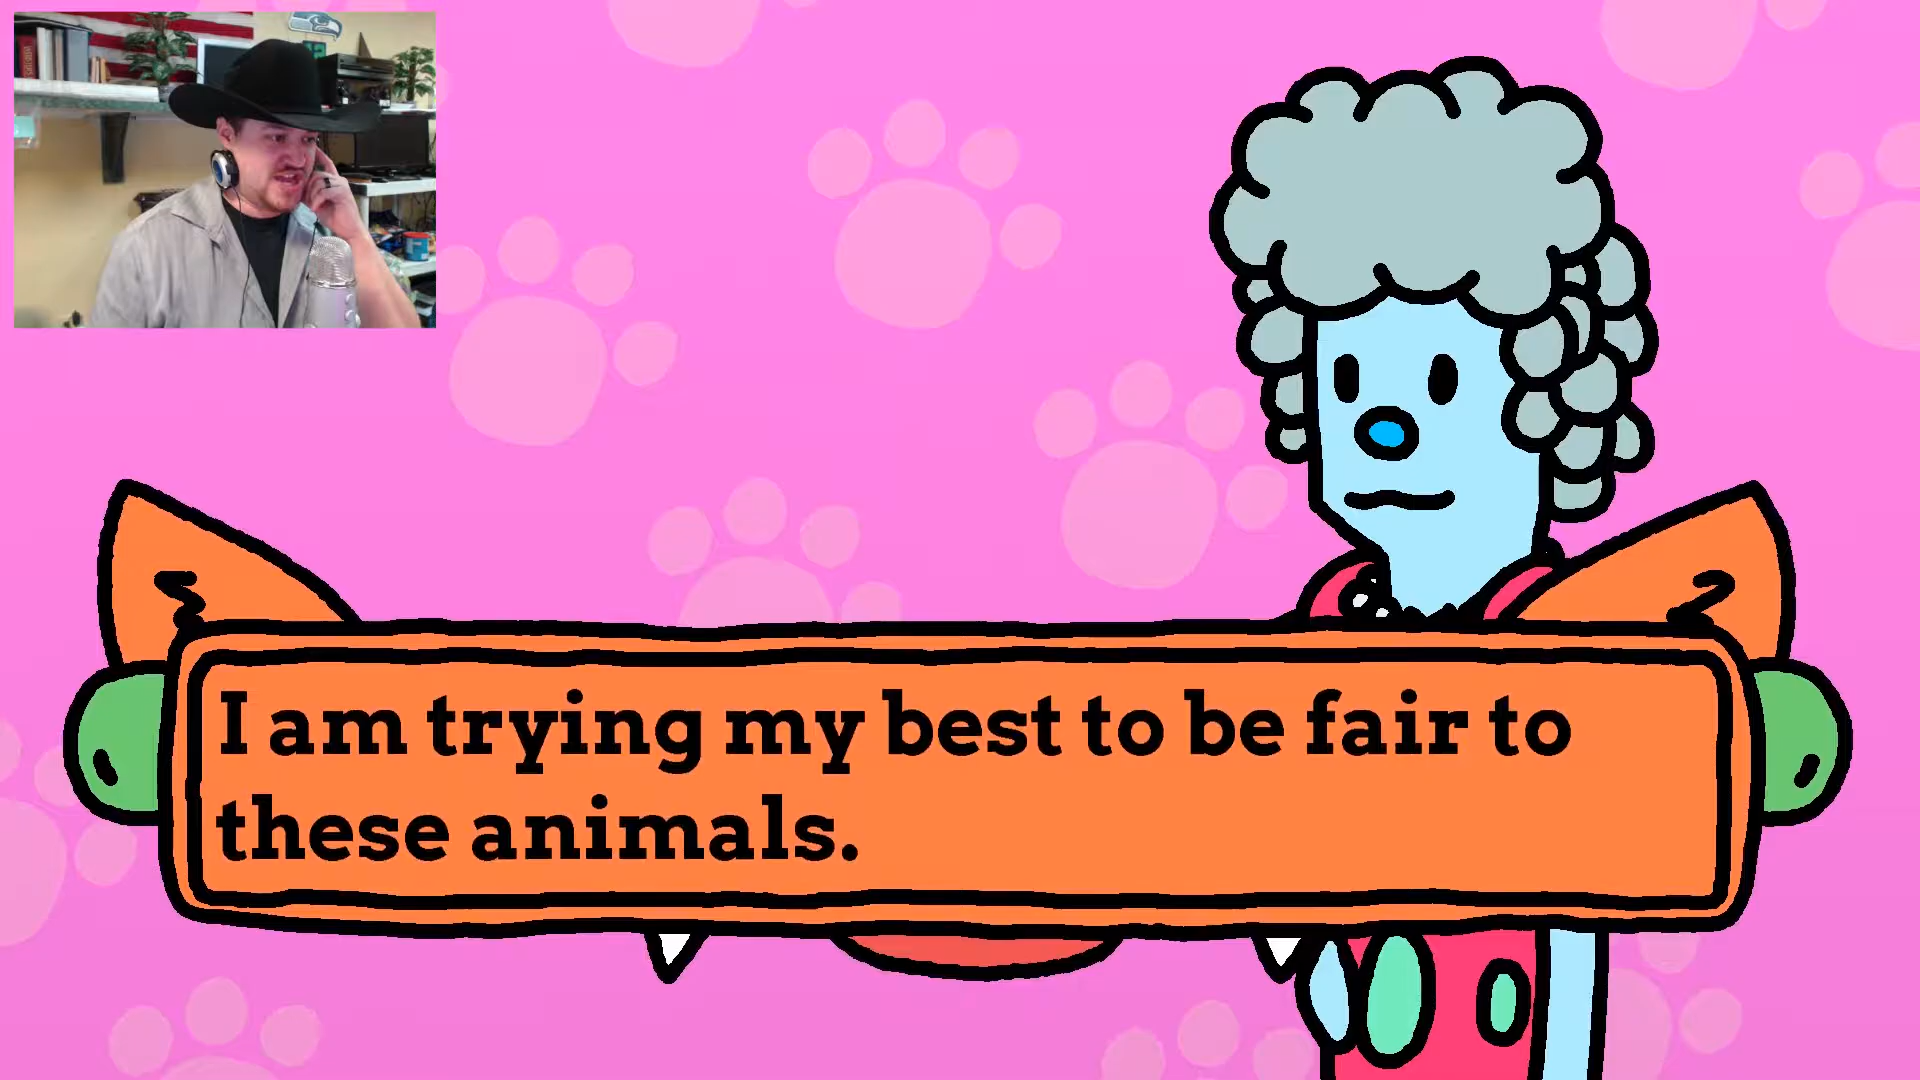 I am trying my best to be fair to
these animals.